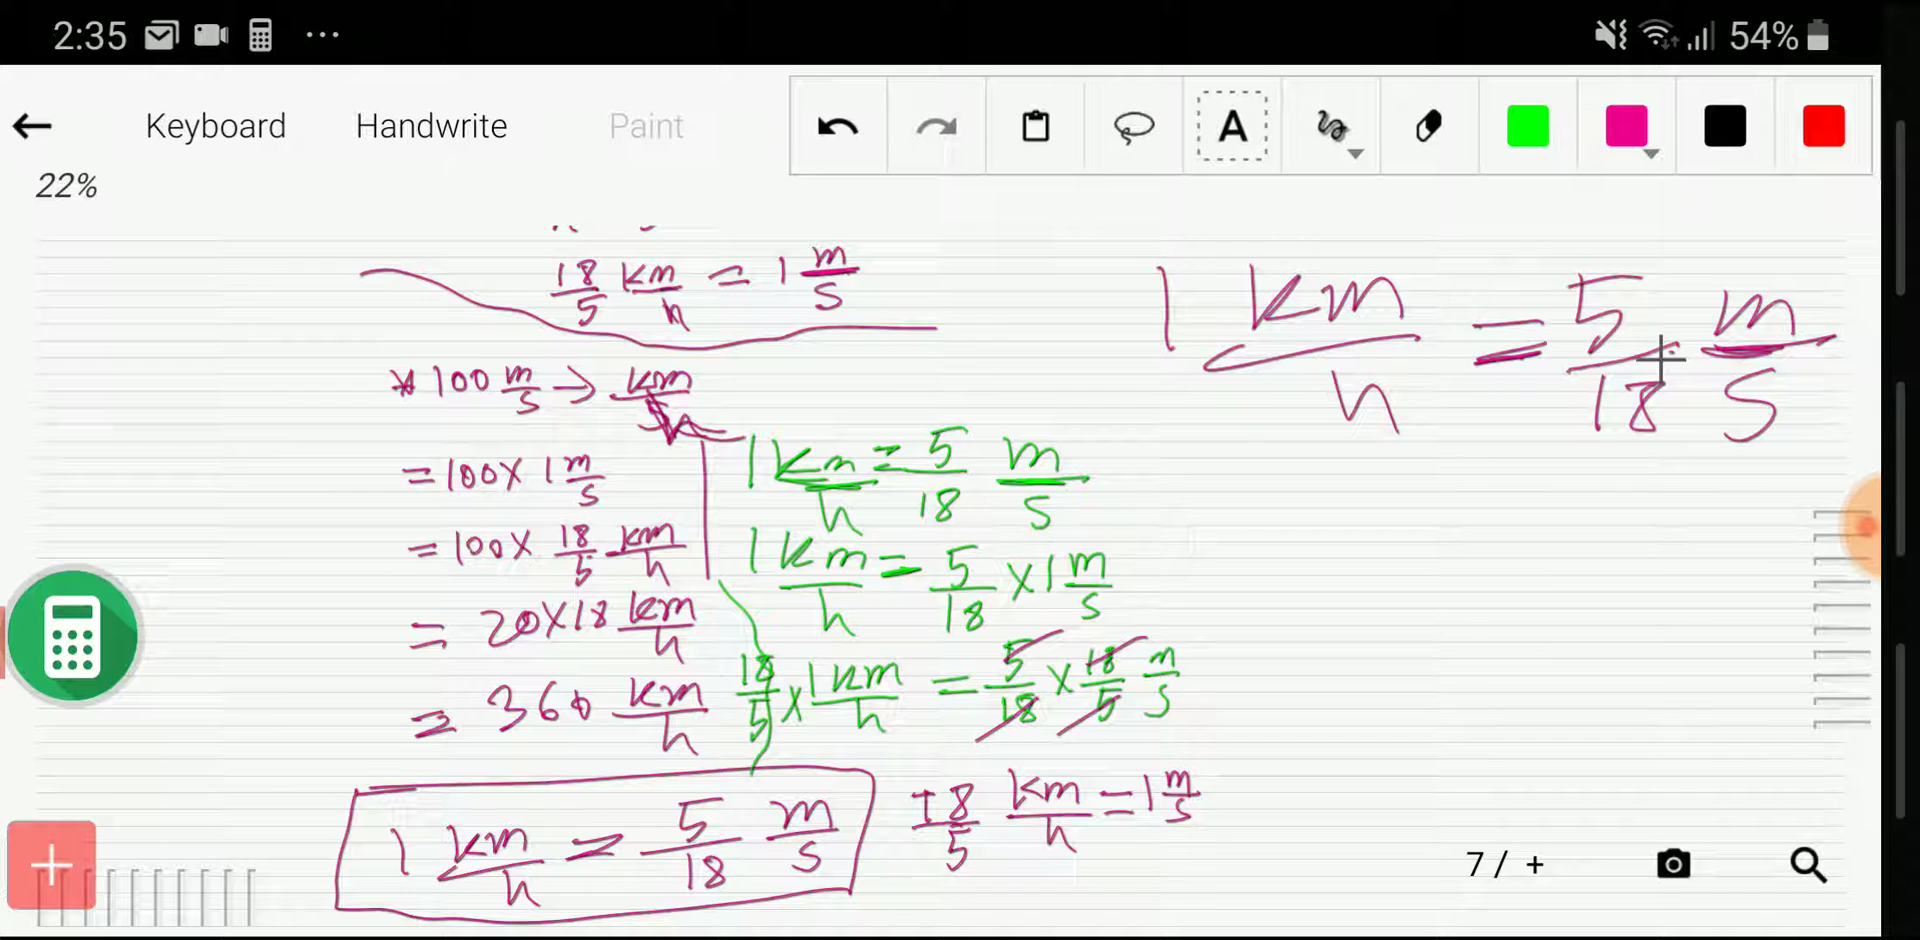 2:35 ... 54%
Keyboard Handwrite Paint A
22%
18/5 km/h = 1 m/s
1 km/h = 5/18 m/s
* 100 m/s → km/h
= 100 × 1 m/s
= 100 × 18/5 km/h
= 20 × 18 km/h
= 360 km/h
1 km/h = 5/18 m/s
1 km/h = 5/18 × 1 m/s
18/5 × 1 km/h = 5/18 × 18/5 m/s
18/5 km/h = 1 m/s
1 km/h = 5/18 m/s
7 / +